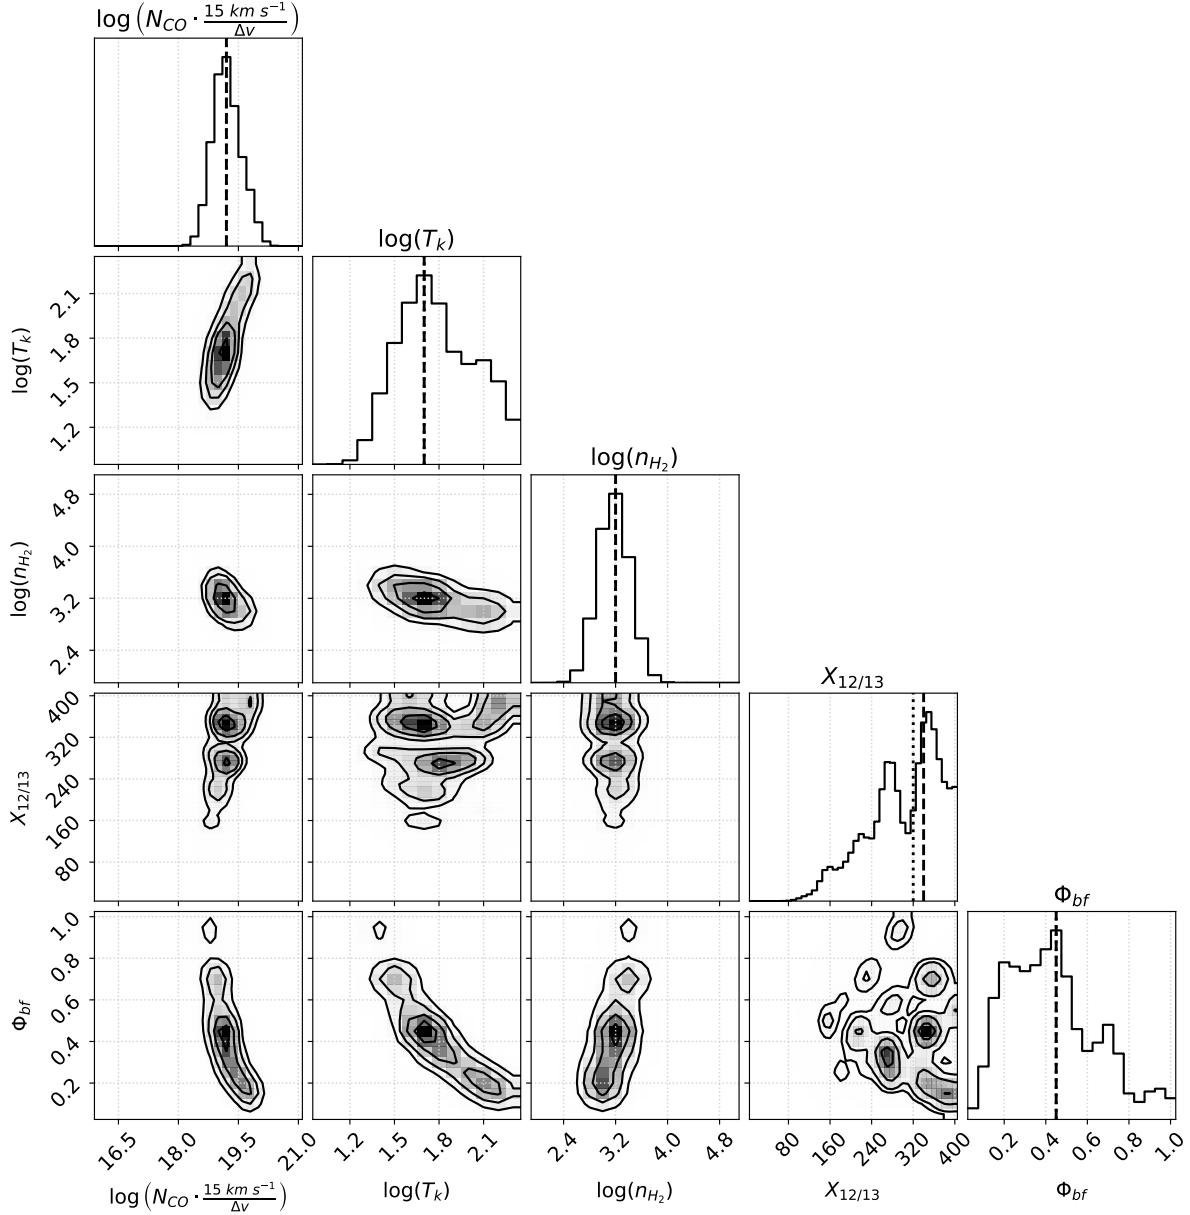 log (N_CO · 15 km s⁻¹ / Δv)
log(T_k)
2.1
1.8
1.5
1.2
log(T_k)
log(n_H₂)
4.8
4.0
3.2
2.4
log(n_H₂)
X_12/13
400
320
240
160
80
X_12/13
Φ_bf
1.0
0.8
0.6
0.4
0.2
Φ_bf
16.5 18.0 19.5 21.0 1.2 1.5 1.8 2.1 2.4 3.2 4.0 4.8 80 160 240 320 400 0.2 0.4 0.6 0.8 1.0
log (N_CO · 15 km s⁻¹ / Δv) log(T_k) log(n_H₂) X_12/13 Φ_bf